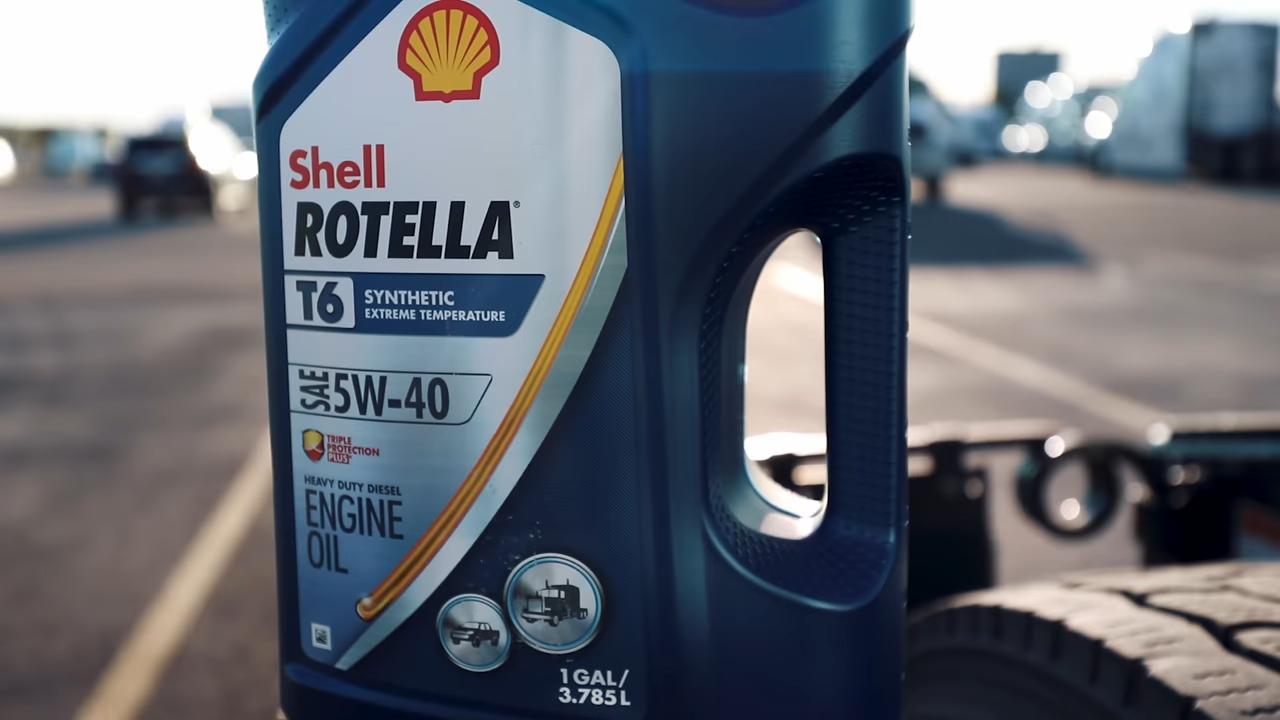 Shell
ROTELLA®
T6 SYNTHETIC
EXTREME TEMPERATURE
SAE 5W-40
TRIPLE
PROTECTION
PLUS™
HEAVY DUTY DIESEL
ENGINE
OIL
1 GAL/
3.785 L